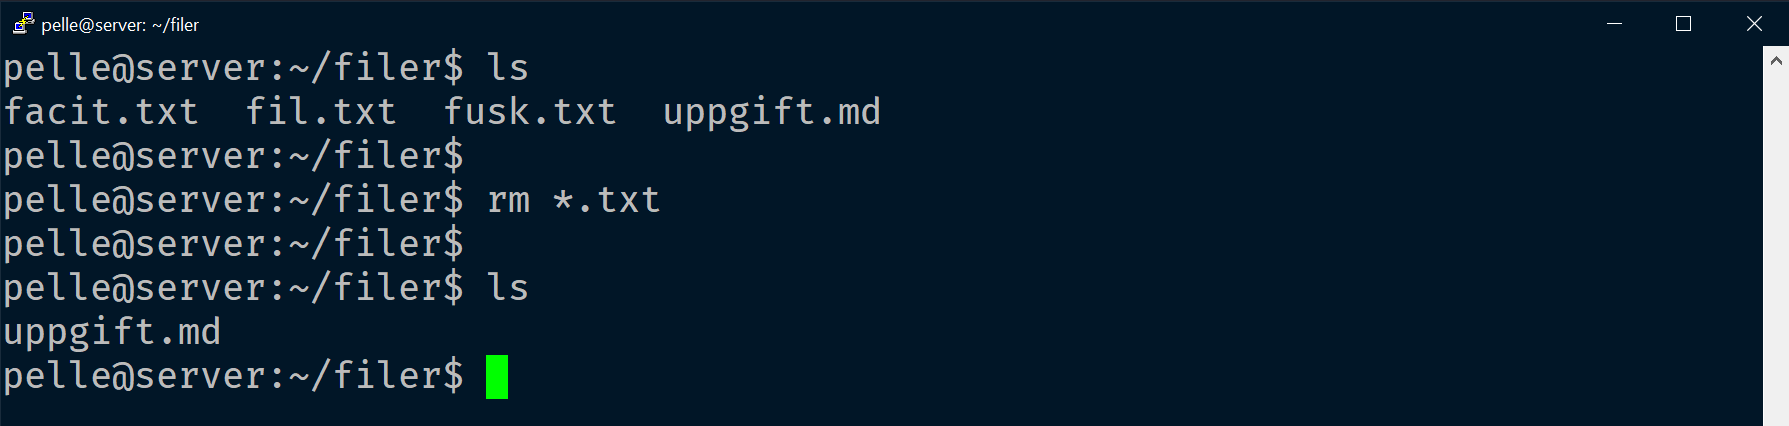 pelle@server: ~/filer
pelle@server:~/filer$ ls
facit.txt  fil.txt  fusk.txt  uppgift.md
pelle@server:~/filer$
pelle@server:~/filer$ rm *.txt
pelle@server:~/filer$
pelle@server:~/filer$ ls
uppgift.md
pelle@server:~/filer$